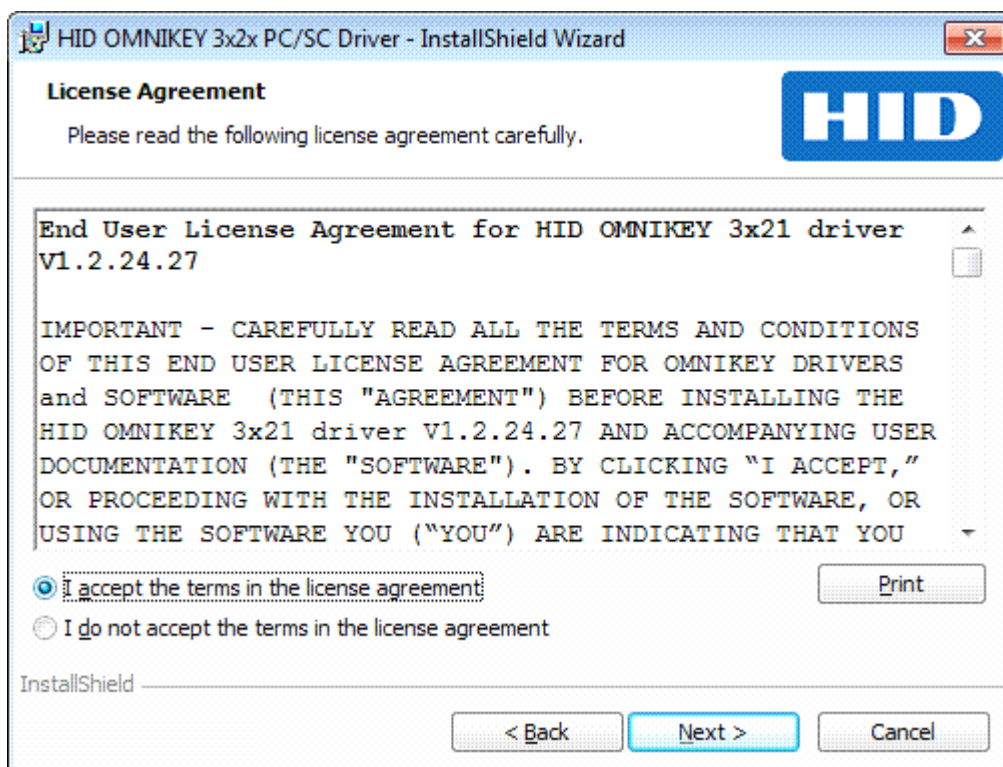 HID OMNIKEY 3x2x PC/SC Driver - InstallShield Wizard
License Agreement
Please read the following license agreement carefully.
HID
End User License Agreement for HID OMNIKEY 3x21 driver
V1.2.24.27
IMPORTANT - CAREFULLY READ ALL THE TERMS AND CONDITIONS
OF THIS END USER LICENSE AGREEMENT FOR OMNIKEY DRIVERS
and SOFTWARE  (THIS "AGREEMENT") BEFORE INSTALLING THE
HID OMNIKEY 3x21 driver V1.2.24.27 AND ACCOMPANYING USER
DOCUMENTATION (THE "SOFTWARE"). BY CLICKING “I ACCEPT,”
OR PROCEEDING WITH THE INSTALLATION OF THE SOFTWARE, OR
USING THE SOFTWARE YOU (“YOU”) ARE INDICATING THAT YOU
I accept the terms in the license agreement
Print
I do not accept the terms in the license agreement
InstallShield
< Back
Next >
Cancel